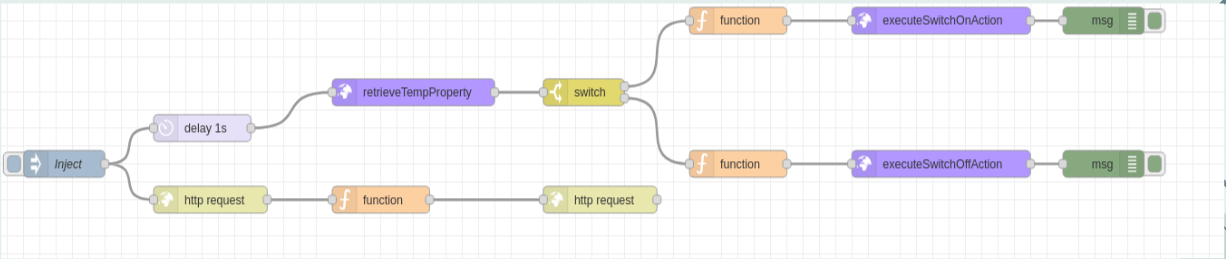 function
executeSwitchOnAction
msg
retrieveTempProperty
switch
delay 1s
Inject
function
executeSwitchOffAction
msg
http request
function
http request